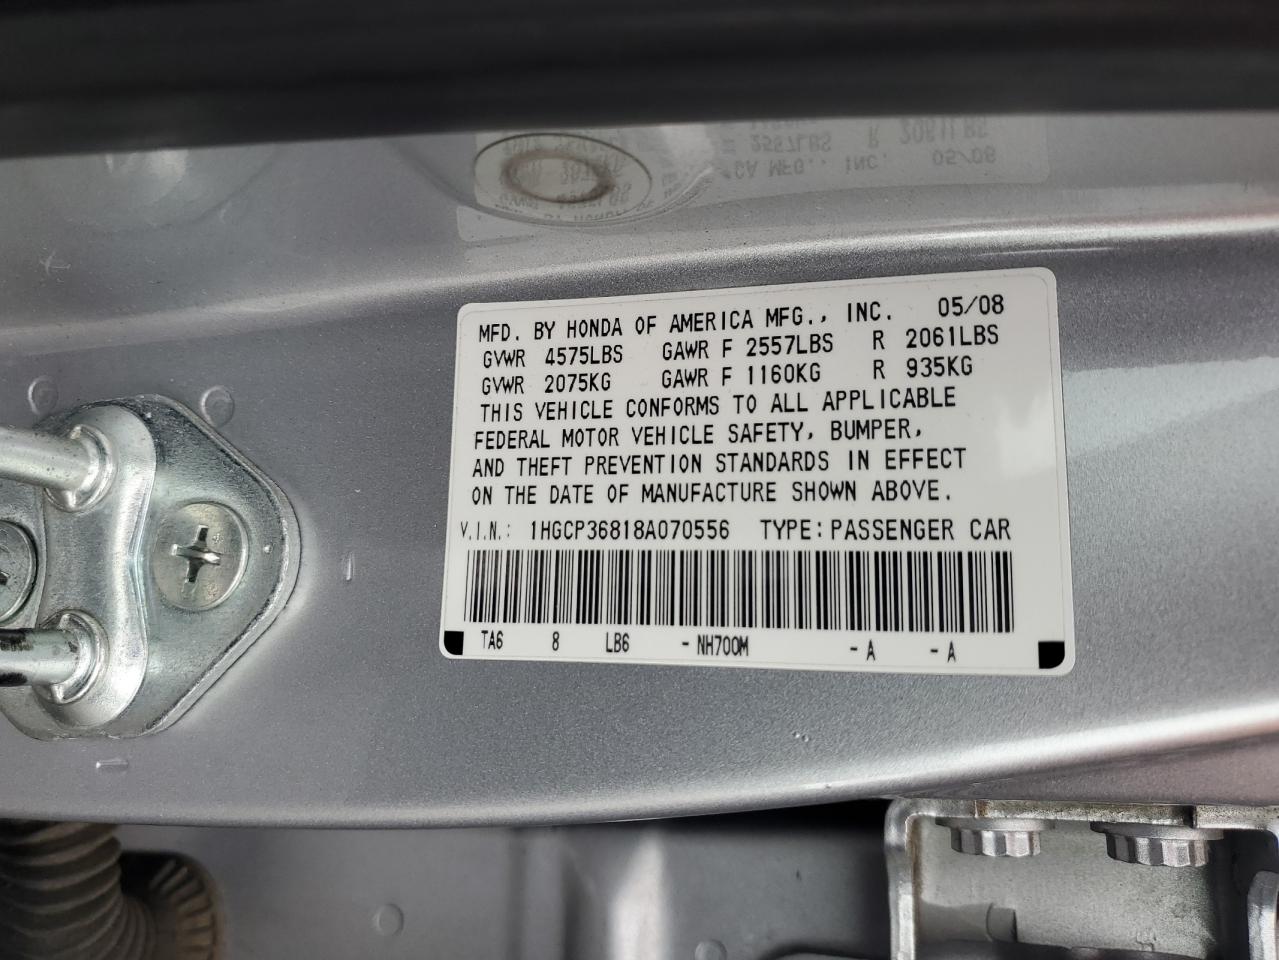 MFD. BY HONDA OF AMERICA MFG., INC. 05/08
GVWR 4575LBS GAWR F 2557LBS R 2061LBS
GVWR 2075KG GAWR F 1160KG R 935KG
THIS VEHICLE CONFORMS TO ALL APPLICABLE
FEDERAL MOTOR VEHICLE SAFETY, BUMPER,
AND THEFT PREVENTION STANDARDS IN EFFECT
ON THE DATE OF MANUFACTURE SHOWN ABOVE.
V.I.N.: 1HGCP36818A070556 TYPE: PASSENGER CAR
TA6 8 LB6 - NH700M - A - A